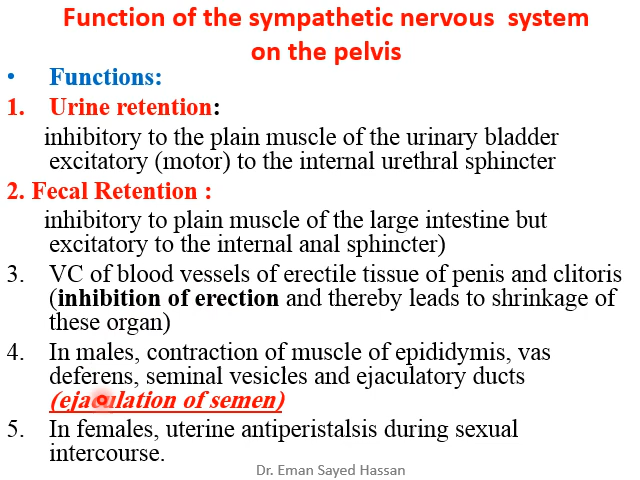 Function of the sympathetic nervous system
on the pelvis
• Functions:
1. Urine retention:
inhibitory to the plain muscle of the urinary bladder
excitatory (motor) to the internal urethral sphincter
2. Fecal Retention :
inhibitory to plain muscle of the large intestine but
excitatory to the internal anal sphincter)
3. VC of blood vessels of erectile tissue of penis and clitoris
(inhibition of erection and thereby leads to shrinkage of
these organ)
4. In males, contraction of muscle of epididymis, vas
deferens, seminal vesicles and ejaculatory ducts
(ejaculation of semen)
5. In females, uterine antiperistalsis during sexual
intercourse.
Dr. Eman Sayed Hassan